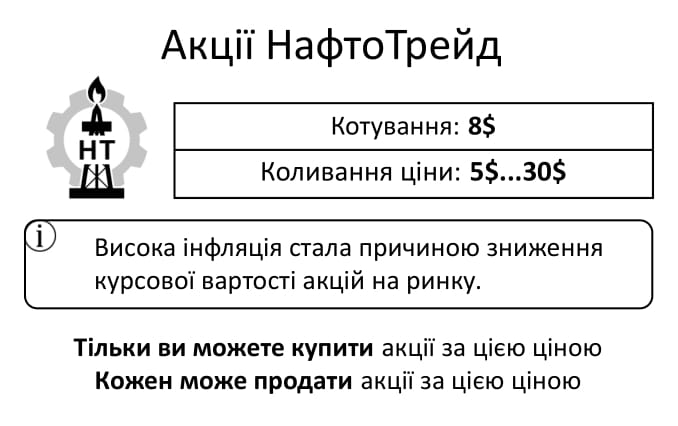 Акції НафтоТрейд
НТ
Котування: 8$
Коливання ціни: 5$...30$
i
Висока інфляція стала причиною зниження
курсової вартості акцій на ринку.
Тільки ви можете купити акції за цією ціною
Кожен може продати акції за цією ціною